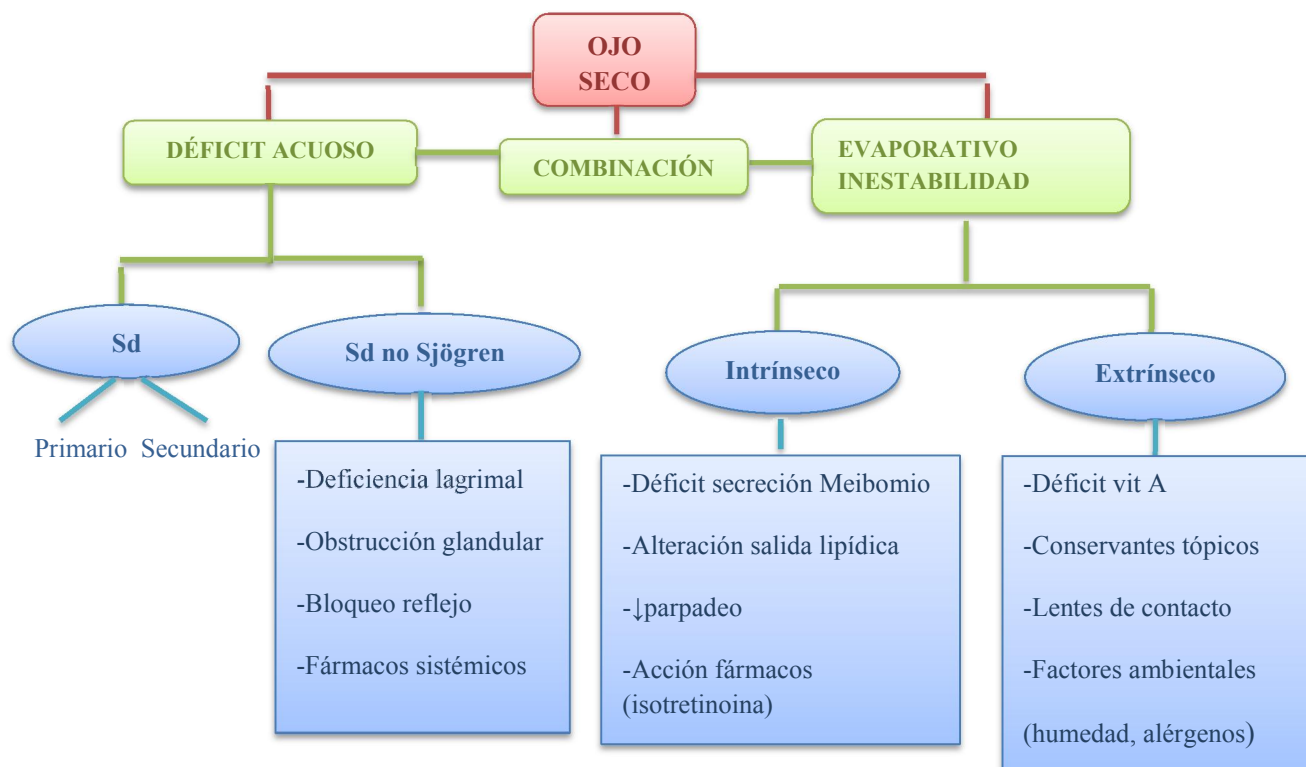 OJO
SECO
DÉFICIT ACUOSO
COMBINACIÓN
EVAPORATIVO
INESTABILIDAD
Sd
Primario Secundario
Sd no Sjögren
-Deficiencia lagrimal
-Obstrucción glandular
-Bloqueo reflejo
-Fármacos sistémicos
Intrínseco
-Déficit secreción Meibomio
-Alteración salida lipídica
-↓parpadeo
-Acción fármacos
(isotretinoina)
Extrínseco
-Déficit vit A
-Conservantes tópicos
-Lentes de contacto
-Factores ambientales
(humedad, alérgenos)